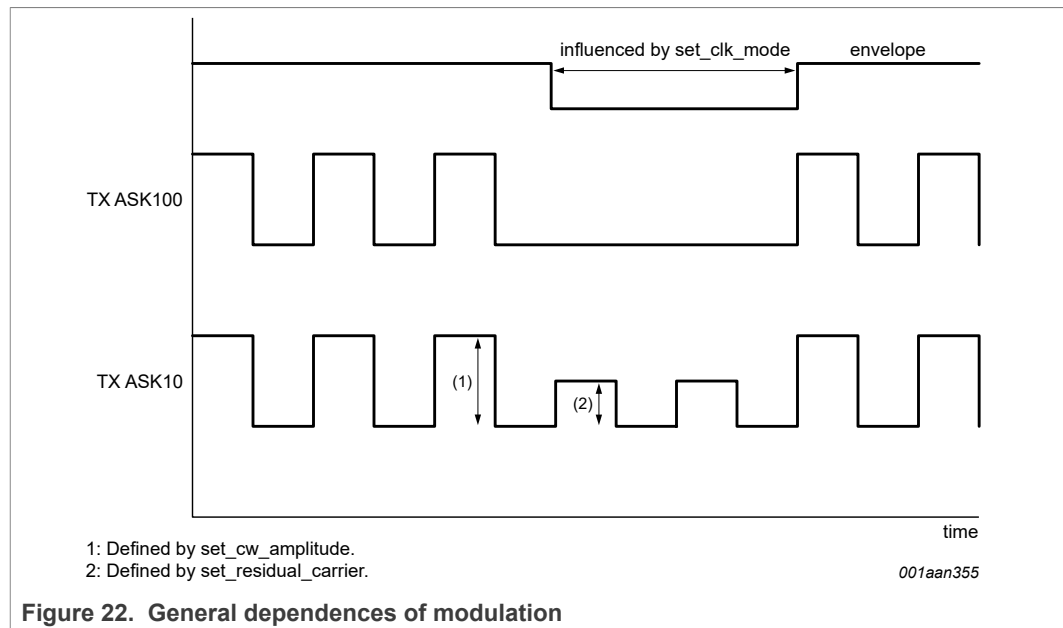 influenced by set_clk_mode
envelope
TX ASK100
TX ASK10
(1)
(2)
time
1: Defined by set_cw_amplitude.
2: Defined by set_residual_carrier.
001aan355
Figure 22. General dependences of modulation